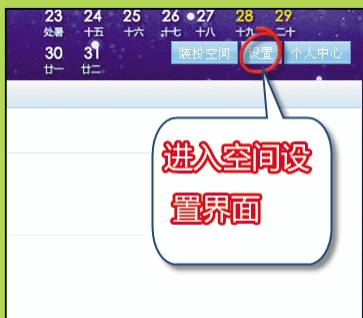 23 24 25 26 27 28 29
处暑 十五 十六 十七 十八 十九 二十
30 31
廿一 廿二
装扮空间 设置 个人中心
进入空间设
置界面